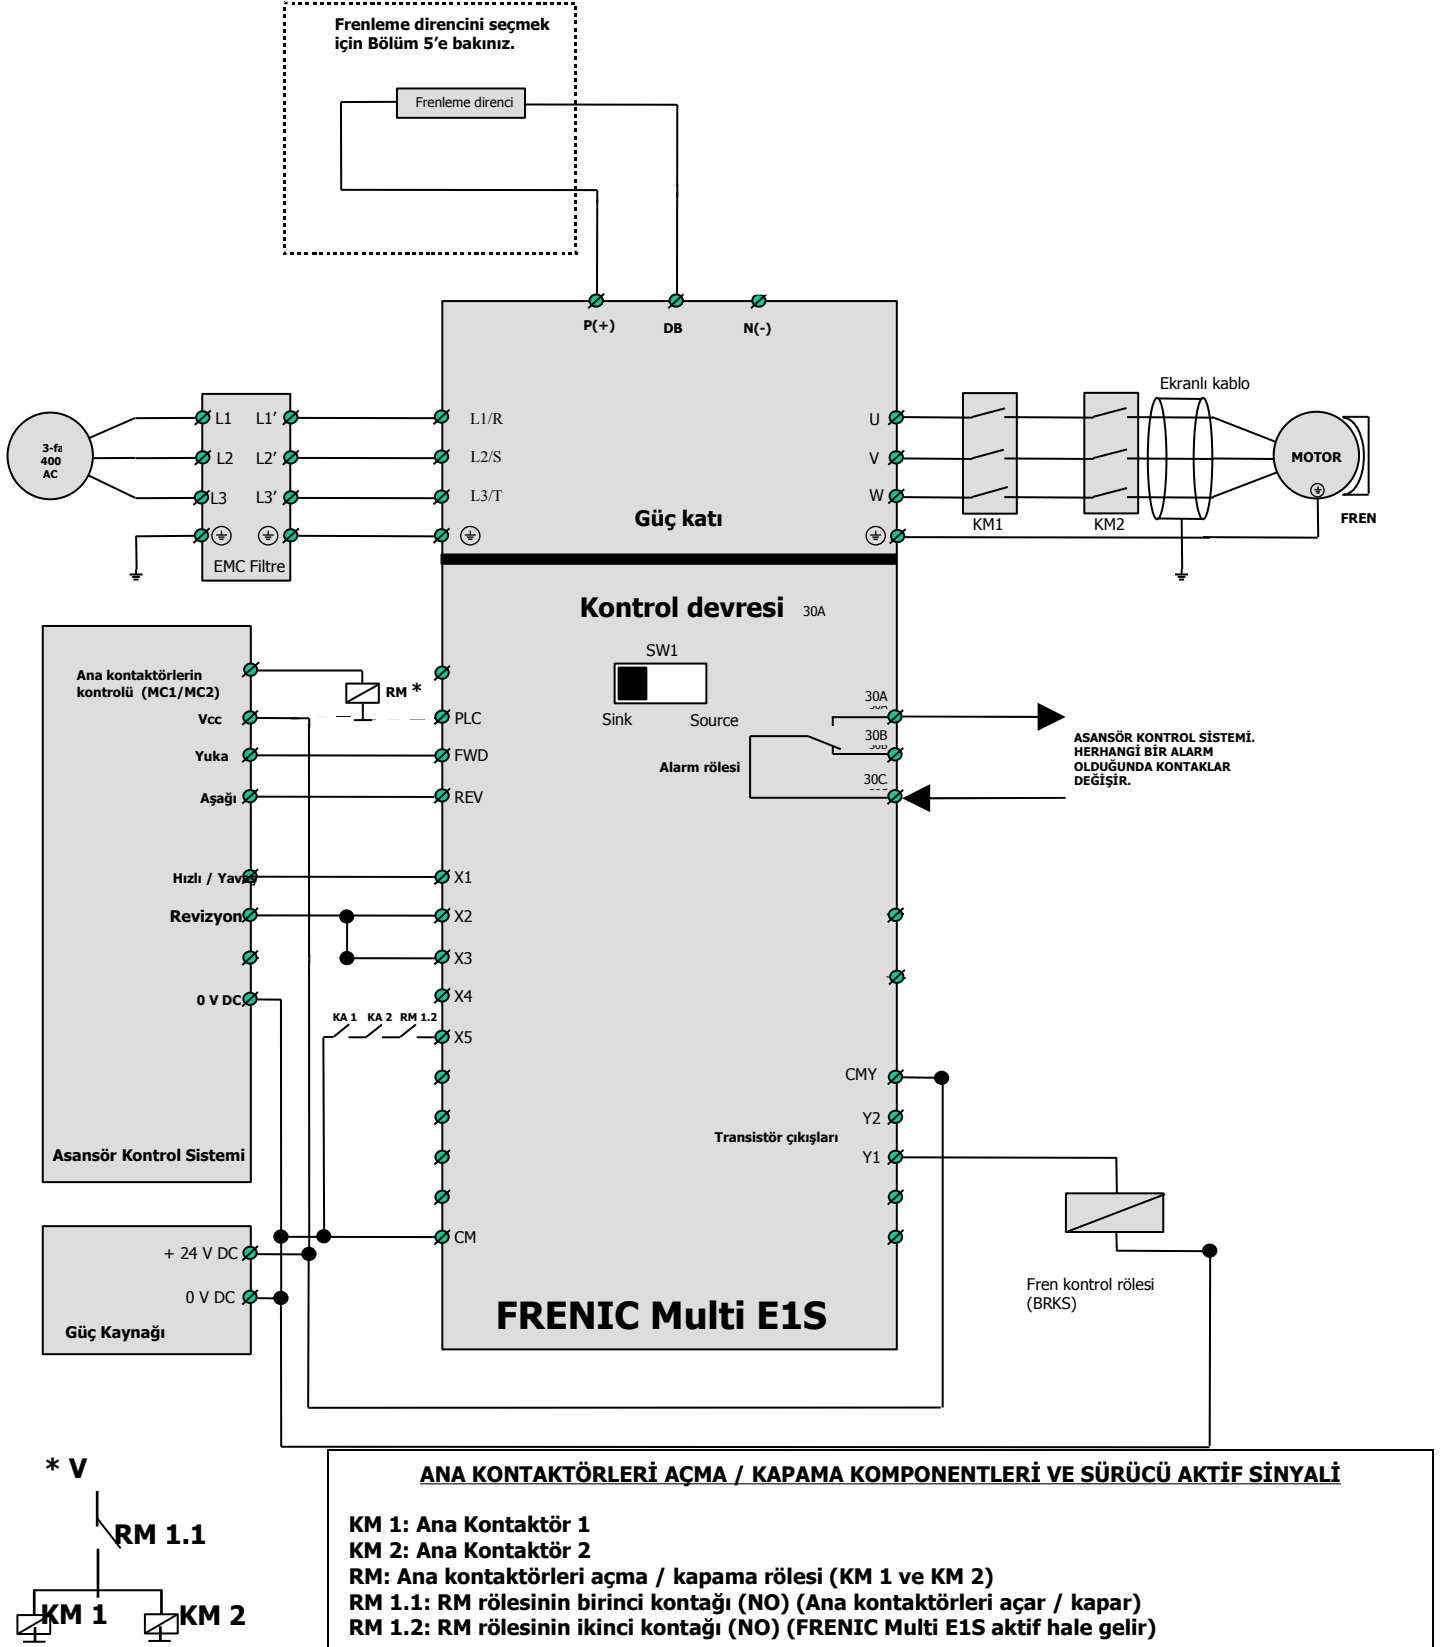 Frenleme direncini seçmek
için Bölüm 5’e bakınız.
Frenleme direnci
P(+) DB N(-)
Ekranlı kablo
L1 L1’ L1/R U
L2 L2’ L2/S V
L3 L3’ L3/T W
3-fa
400
AC
MOTOR
Güç katı
KM1 KM2
FREN
EMC Filtre
Kontrol devresi 30A
SW1
Sink Source
Ana kontaktörlerin
kontrolü (MC1/MC2)
RM *
Vcc PLC
Yuka FWD
Aşağı REV
30A
30B
30C
Alarm rölesi
ASANSÖR KONTROL SİSTEMİ.
HERHANGİ BİR ALARM
OLDUĞUNDA KONTAKLAR
DEĞİŞİR.
Hızlı / Yavaş X1
Revizyon X2
X3
0 V DC X4
KA 1 KA 2 RM 1.2 X5
CMY
Y2
Transistör çıkışları
Y1
Asansör Kontrol Sistemi
CM
+ 24 V DC
0 V DC
Güç Kaynağı
Fren kontrol rölesi
(BRKS)
FRENIC Multi E1S
* V
RM 1.1
KM 1 KM 2
ANA KONTAKTÖRLERİ AÇMA / KAPAMA KOMPONENTLERİ VE SÜRÜCÜ AKTİF SİNYALİ
KM 1: Ana Kontaktör 1
KM 2: Ana Kontaktör 2
RM: Ana kontaktörleri açma / kapama rölesi (KM 1 ve KM 2)
RM 1.1: RM rölesinin birinci kontağı (NO) (Ana kontaktörleri açar / kapar)
RM 1.2: RM rölesinin ikinci kontağı (NO) (FRENIC Multi E1S aktif hale gelir)